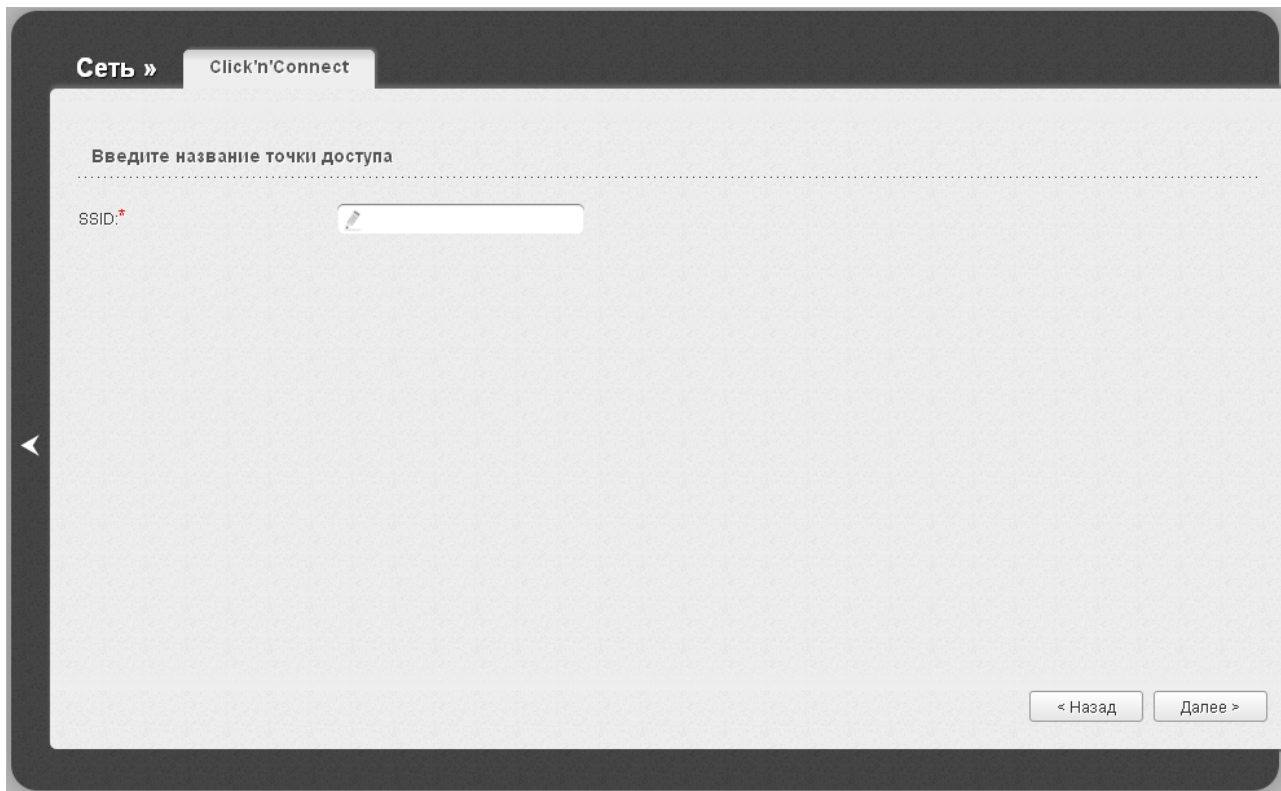 Сеть » Click'n'Connect
Введите название точки доступа
SSID:*
< Назад Далее >